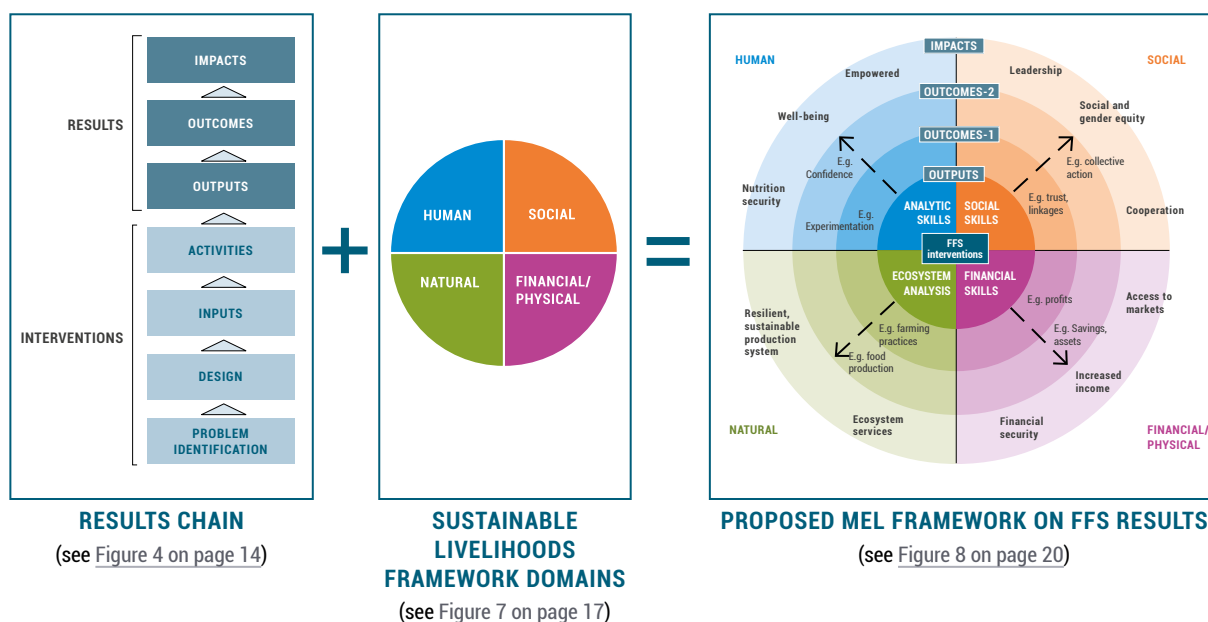 IMPACTS
RESULTS
OUTCOMES
OUTPUTS
ACTIVITIES
INPUTS
INTERVENTIONS
DESIGN
PROBLEM
IDENTIFICATION
RESULTS CHAIN
(see Figure 4 on page 14)
+
HUMAN
SOCIAL
NATURAL
FINANCIAL/
PHYSICAL
SUSTAINABLE
LIVELIHOODS
FRAMEWORK DOMAINS
(see Figure 7 on page 17)
=
HUMAN
SOCIAL
IMPACTS
Empowered
Leadership
OUTCOMES-2
Well-being
Social and
gender equity
OUTCOMES-1
E.g.
Confidence
E.g. collective
action
OUTPUTS
Nutrition
security
E.g.
Experimentation
ANALYTIC
SKILLS
SOCIAL
SKILLS
E.g. trust,
linkages
Cooperation
FFS
interventions
ECOSYSTEM
ANALYSIS
FINANCIAL
SKILLS
Resilient,
sustainable
production
system
E.g. farming
practices
E.g. food
production
E.g. profits
E.g. Savings,
assets
Access to
markets
Increased
income
Ecosystem
services
Financial
security
NATURAL
FINANCIAL/
PHYSICAL
PROPOSED MEL FRAMEWORK ON FFS RESULTS
(see Figure 8 on page 20)